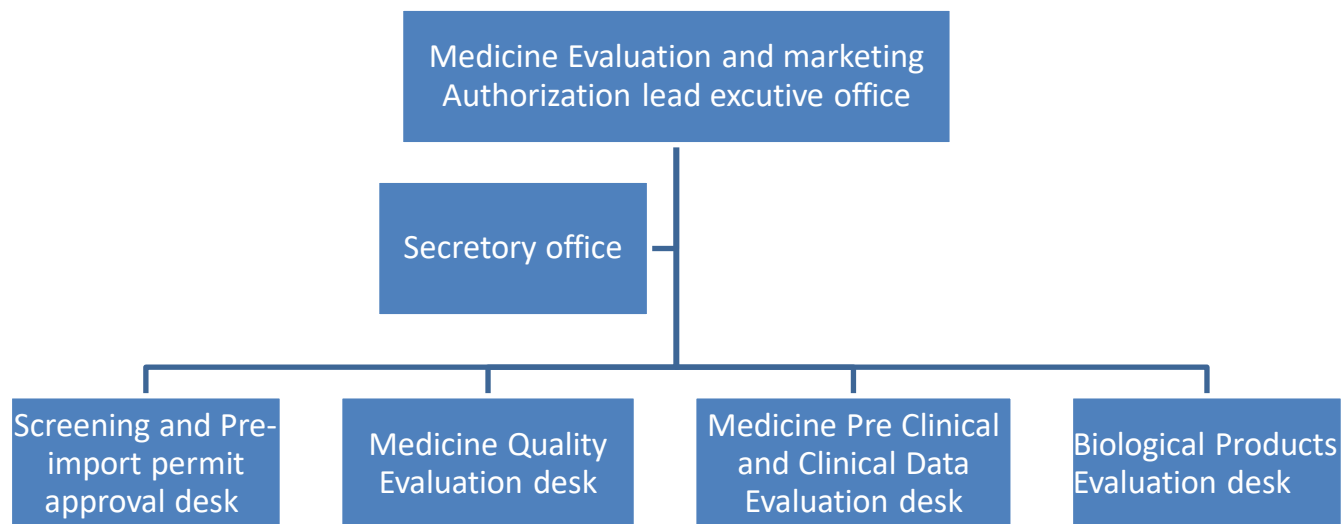 Medicine Evaluation and marketing
Authorization lead excutive office
Secretory office
Screening and Pre-
import permit
approval desk
Medicine Quality
Evaluation desk
Medicine Pre Clinical
and Clinical Data
Evaluation desk
Biological Products
Evaluation desk